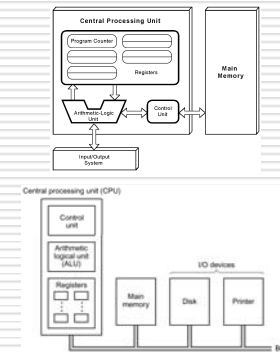 Central Processing Unit
Program Counter
Registers
Arithmetic-Logic
Unit
Control
Unit
Main
Memory
Input/Output
System
Central processing unit (CPU)
Control
unit
Arithmetic
logical unit
(ALU)
Registers
Main
memory
I/O devices
Disk
Printer